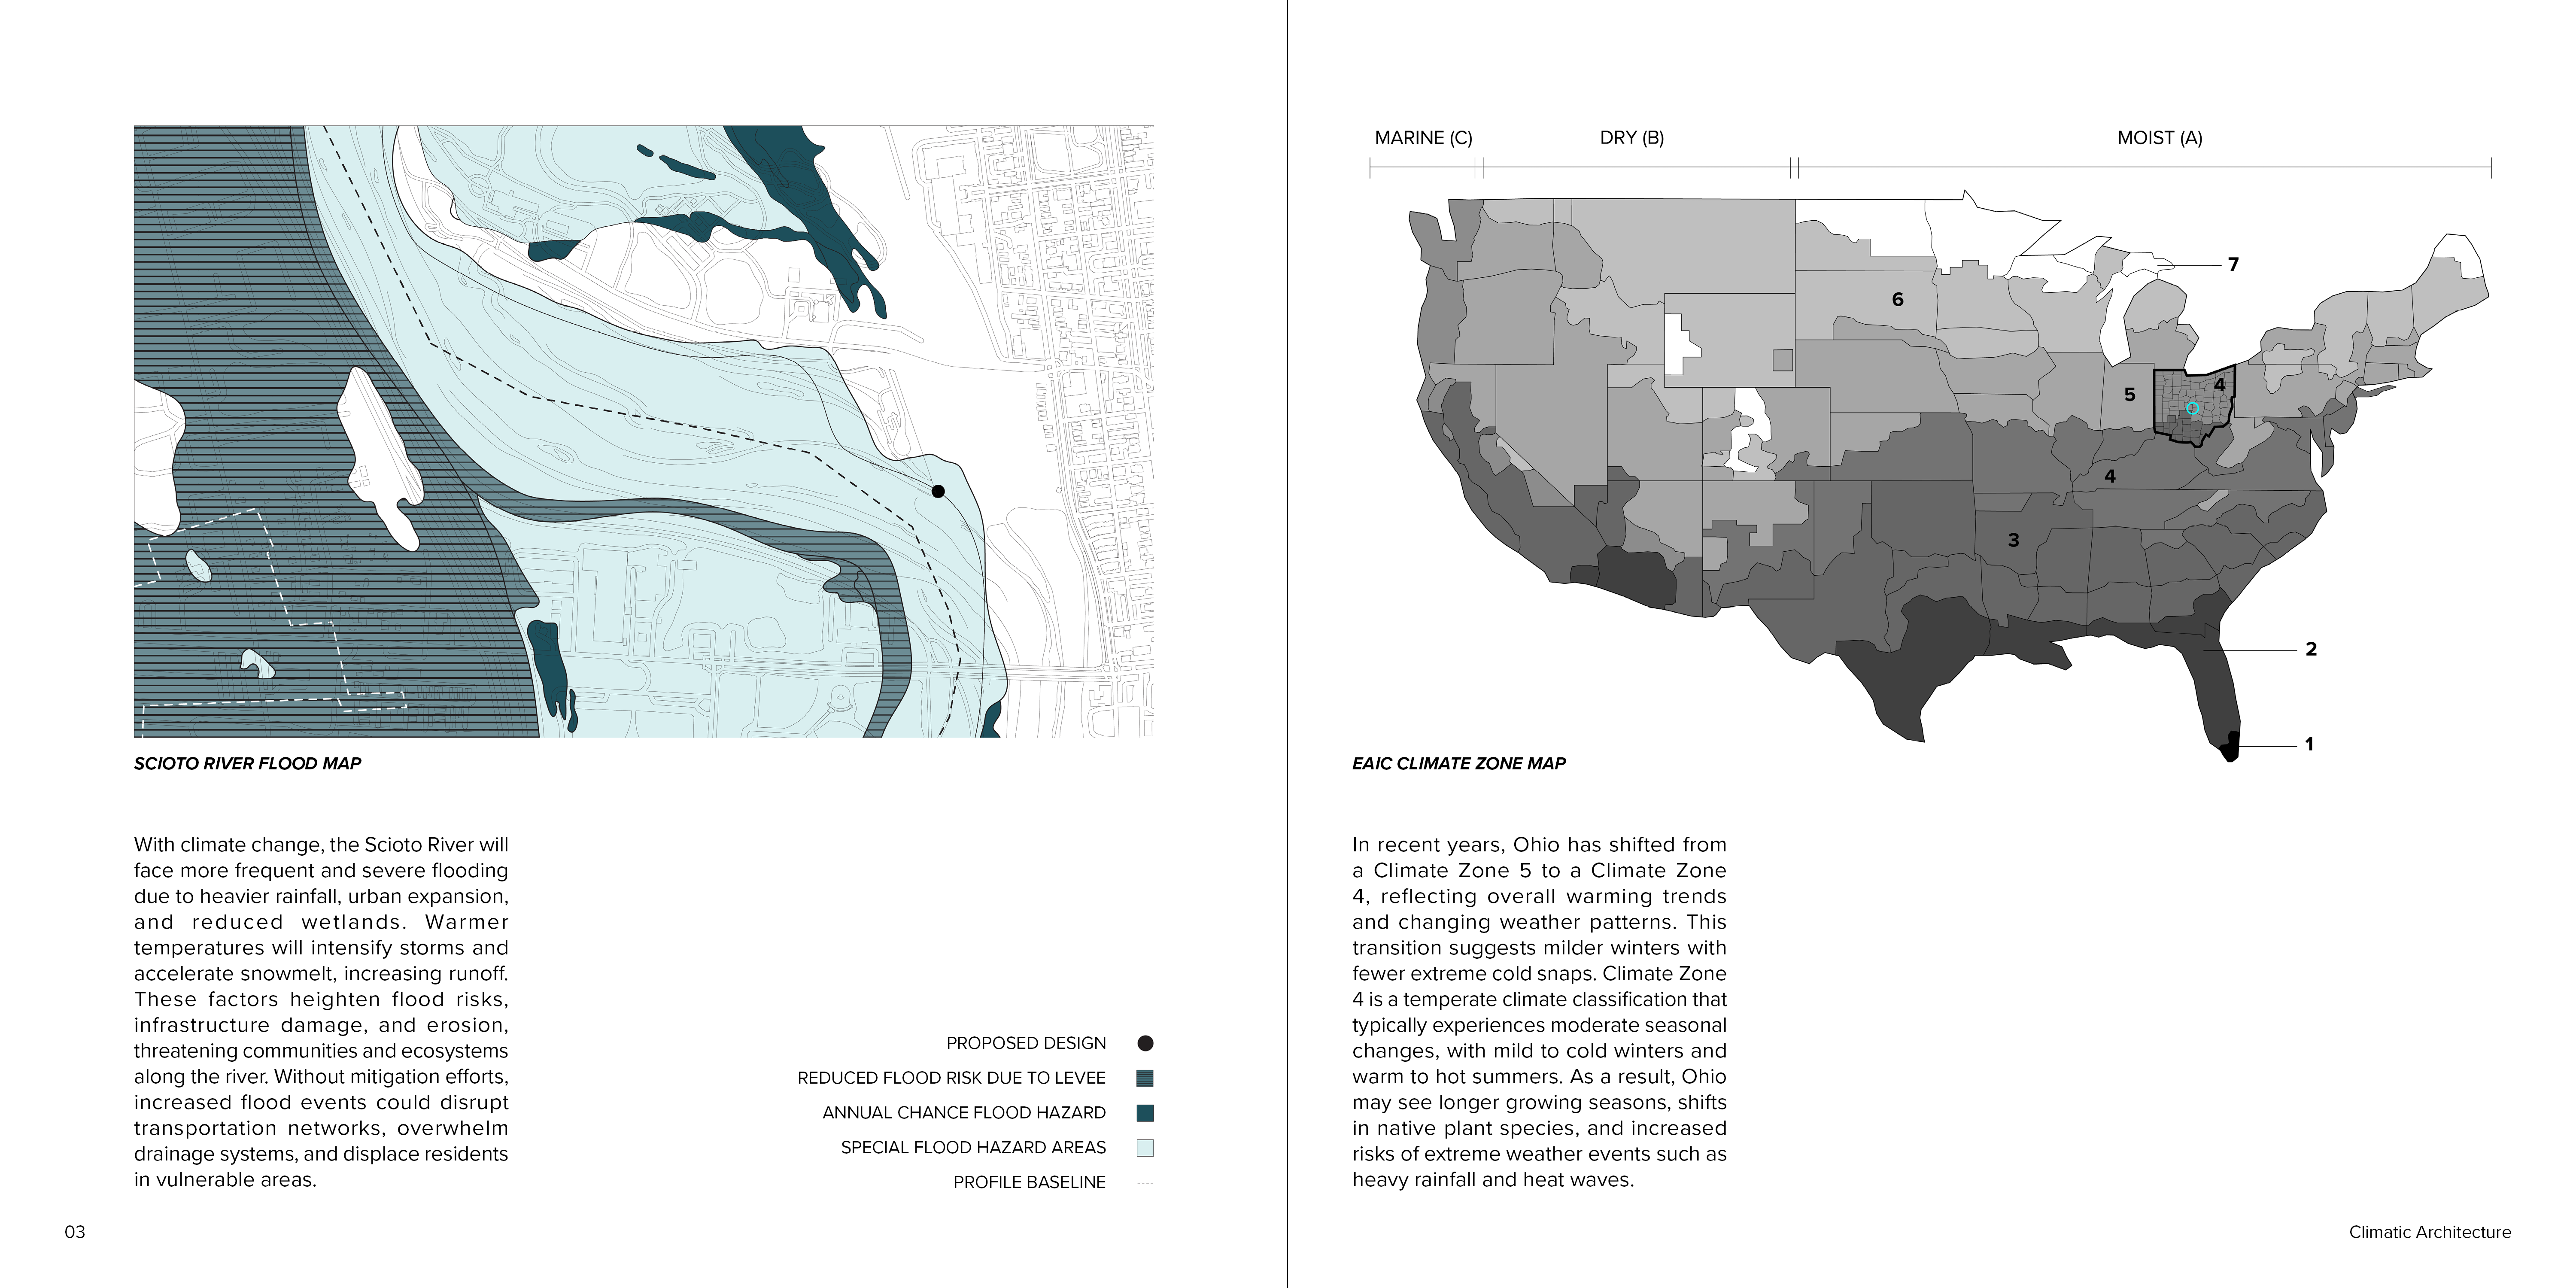 SCIOTO RIVER FLOOD MAP
With climate change, the Scioto River will
face more frequent and severe flooding
due to heavier rainfall, urban expansion,
and reduced wetlands. Warmer
temperatures will intensify storms and
accelerate snowmelt, increasing runoff.
These factors heighten flood risks,
infrastructure damage, and erosion,
threatening communities and ecosystems
along the river. Without mitigation efforts,
increased flood events could disrupt
transportation networks, overwhelm
drainage systems, and displace residents
in vulnerable areas.
PROPOSED DESIGN
REDUCED FLOOD RISK DUE TO LEVEE
ANNUAL CHANCE FLOOD HAZARD
SPECIAL FLOOD HAZARD AREAS
PROFILE BASELINE
03
MARINE (C)
DRY (B)
MOIST (A)
7
6
4
5
4
3
2
1
EAIC CLIMATE ZONE MAP
In recent years, Ohio has shifted from
a Climate Zone 5 to a Climate Zone
4, reflecting overall warming trends
and changing weather patterns. This
transition suggests milder winters with
fewer extreme cold snaps. Climate Zone
4 is a temperate climate classification that
typically experiences moderate seasonal
changes, with mild to cold winters and
warm to hot summers. As a result, Ohio
may see longer growing seasons, shifts
in native plant species, and increased
risks of extreme weather events such as
heavy rainfall and heat waves.
Climatic Architecture